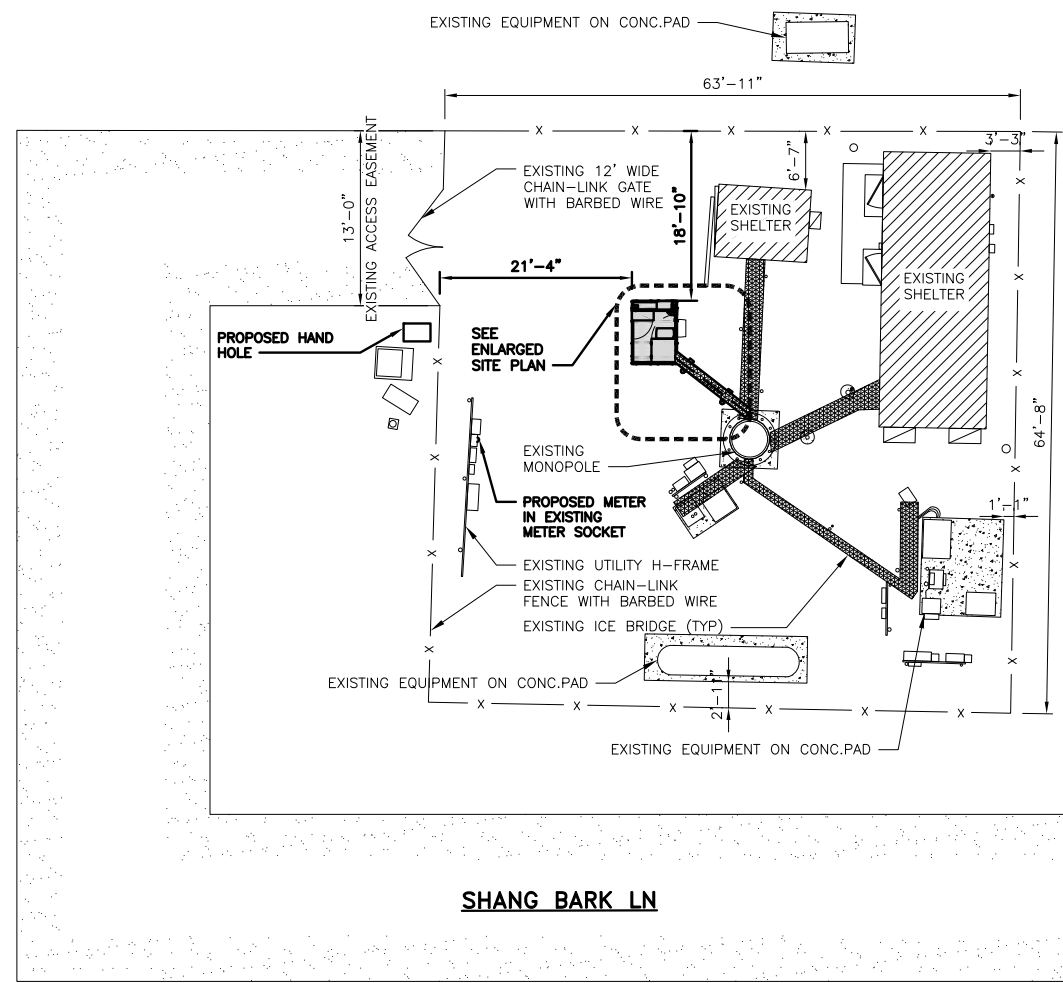 EXISTING EQUIPMENT ON CONC.PAD
63'-11"
3'-3"
6'-7"
EXISTING ACCESS EASEMENT
13'-0"
EXISTING 12' WIDE
CHAIN-LINK GATE
WITH BARBED WIRE
18'-10"
EXISTING
SHELTER
EXISTING
SHELTER
21'-4"
PROPOSED HAND
HOLE
SEE
ENLARGED
SITE PLAN
64'-8"
EXISTING
MONOPOLE
PROPOSED METER
IN EXISTING
METER SOCKET
1'-1"
EXISTING UTILITY H-FRAME
EXISTING CHAIN-LINK
FENCE WITH BARBED WIRE
EXISTING ICE BRIDGE (TYP)
EXISTING EQUIPMENT ON CONC.PAD
2'-11"
EXISTING EQUIPMENT ON CONC.PAD
SHANG BARK LN